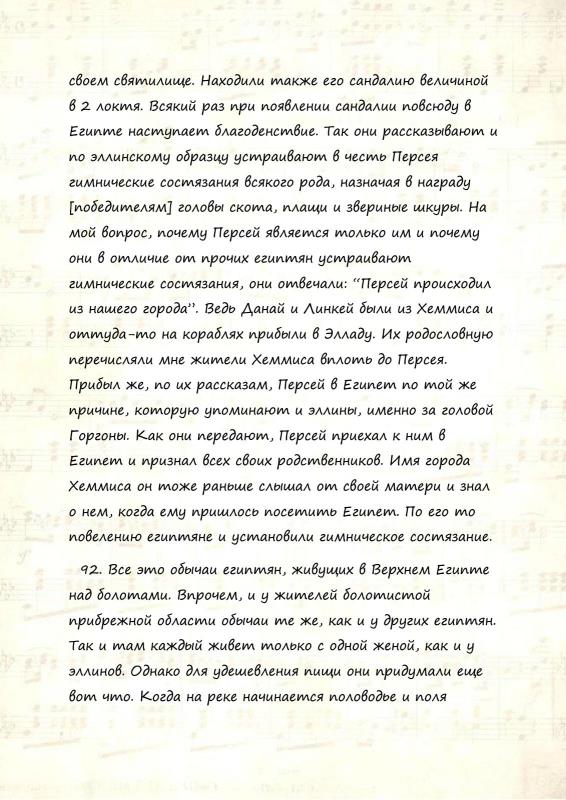 своем святилище. Находили также его сандалию величиной
в 2 локтя. Всякий раз при появлении сандалии повсюду в
Египте наступает благоденствие. Так они рассказывают и
по эллинскому образцу устраивают в честь Персея
гимнические состязания всякого рода, назначая в награду
[победителям] головы скота, плащи и звериные шкуры. На
мой вопрос, почему Персей является только им и почему
они в отличие от прочих египтян устраивают
гимнические состязания, они отвечали: “Персей происходил
из нашего города”. Ведь Данай и Линкей были из Хеммиса и
оттуда-то на кораблях прибыли в Элладу. Их родословную
перечисляли мне жители Хеммиса вплоть до Персея.
Прибыл же, по их рассказам, Персей в Египет по той же
причине, которую упоминают и эллины, именно за головой
Горгоны. Как они передают, Персей приехал к ним в
Египет и признал всех своих родственников. Имя города
Хеммиса он тоже раньше слышал от своей матери и знал
о нем, когда ему пришлось посетить Египет. По его то
повелению египтяне и установили гимническое состязание.
92. Все это обычаи египтян, живущих в Верхнем Египте
над болотами. Впрочем, и у жителей болотистой
прибрежной области обычаи те же, как и у других египтян.
Так и там каждый живет только с одной женой, как и у
эллинов. Однако для удешевления пищи они придумали еще
вот что. Когда на реке начинается половодье и поля